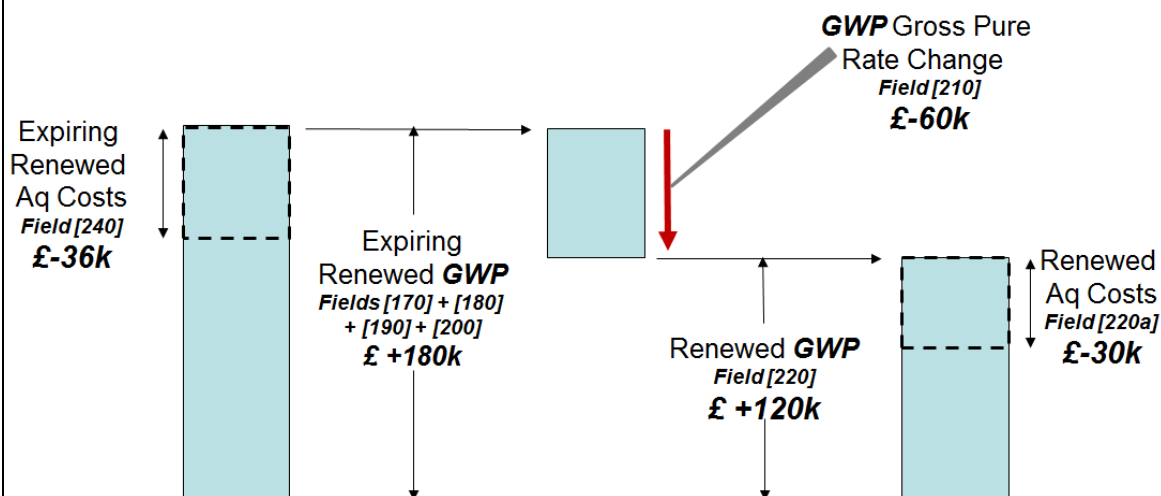 GWP Gross Pure
Rate Change
Field [210]
£-60k
Expiring
Renewed
Aq Costs
Field [240]
£-36k
Expiring
Renewed GWP
Fields [170] + [180]
+ [190] + [200]
£ +180k
Renewed GWP
Field [220]
£ +120k
Renewed
Aq Costs
Field [220a]
£-30k